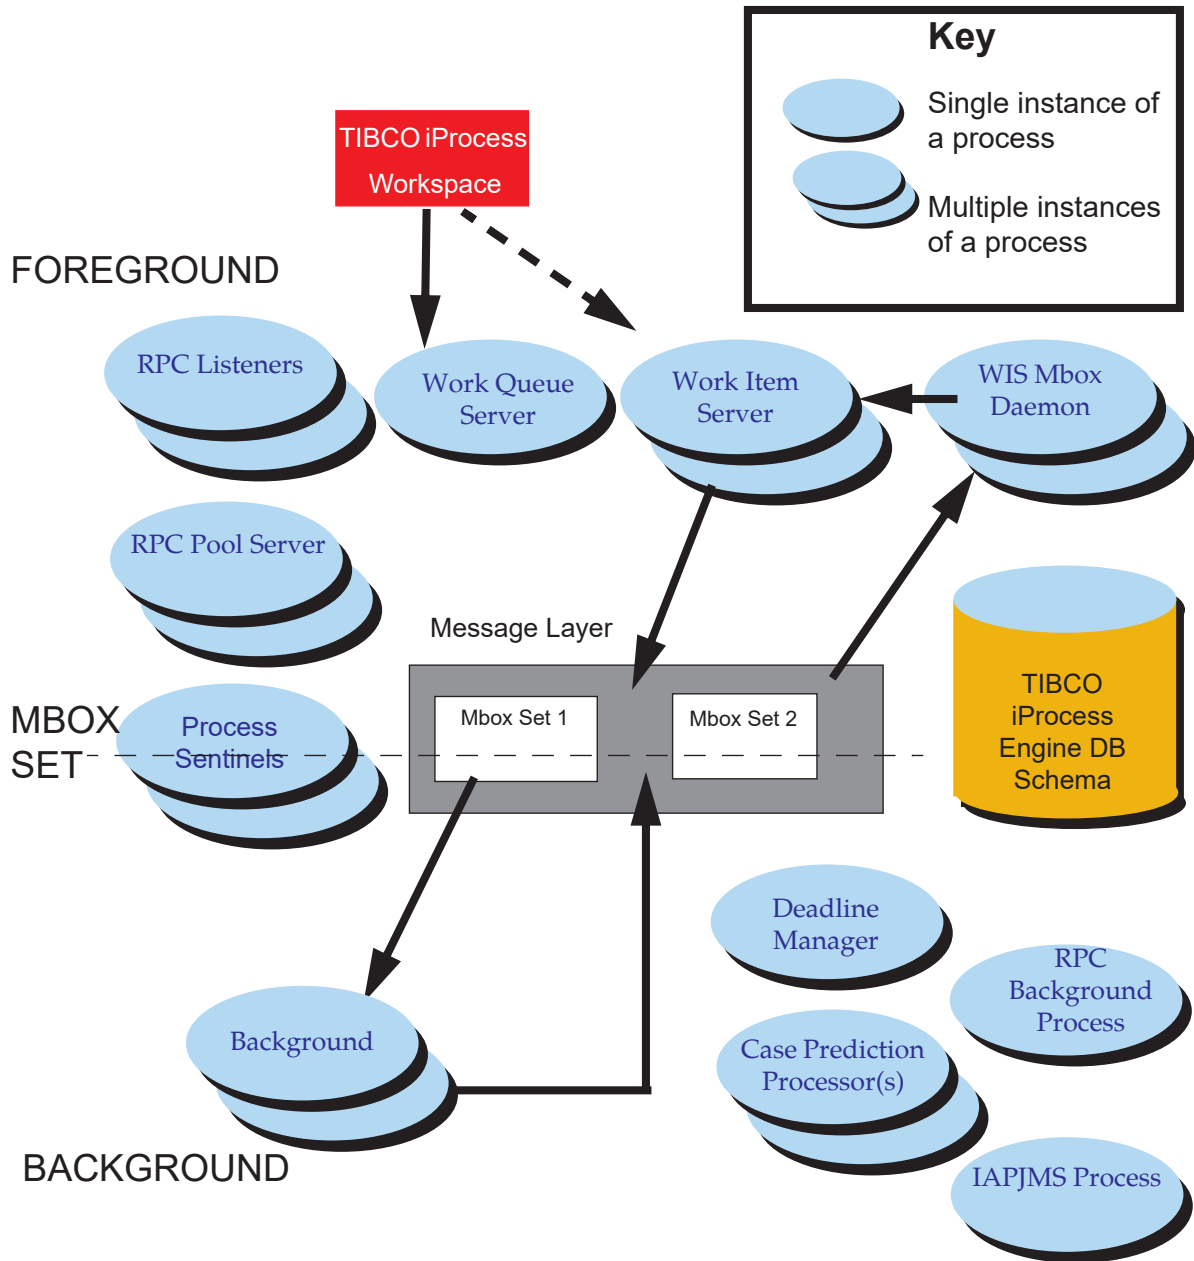 Key
Single instance of
a process
Multiple instances
of a process
TIBCO iProcess
Workspace
FOREGROUND
RPC Listeners
Work Queue
Server
Work Item
Server
WIS Mbox
Daemon
RPC Pool Server
Message Layer
MBOX
SET
Process
Sentinels
Mbox Set 1
Mbox Set 2
TIBCO
iProcess
Engine DB
Schema
Deadline
Manager
RPC
Background
Process
Background
Case Prediction
Processor(s)
BACKGROUND
IAPJMS Process